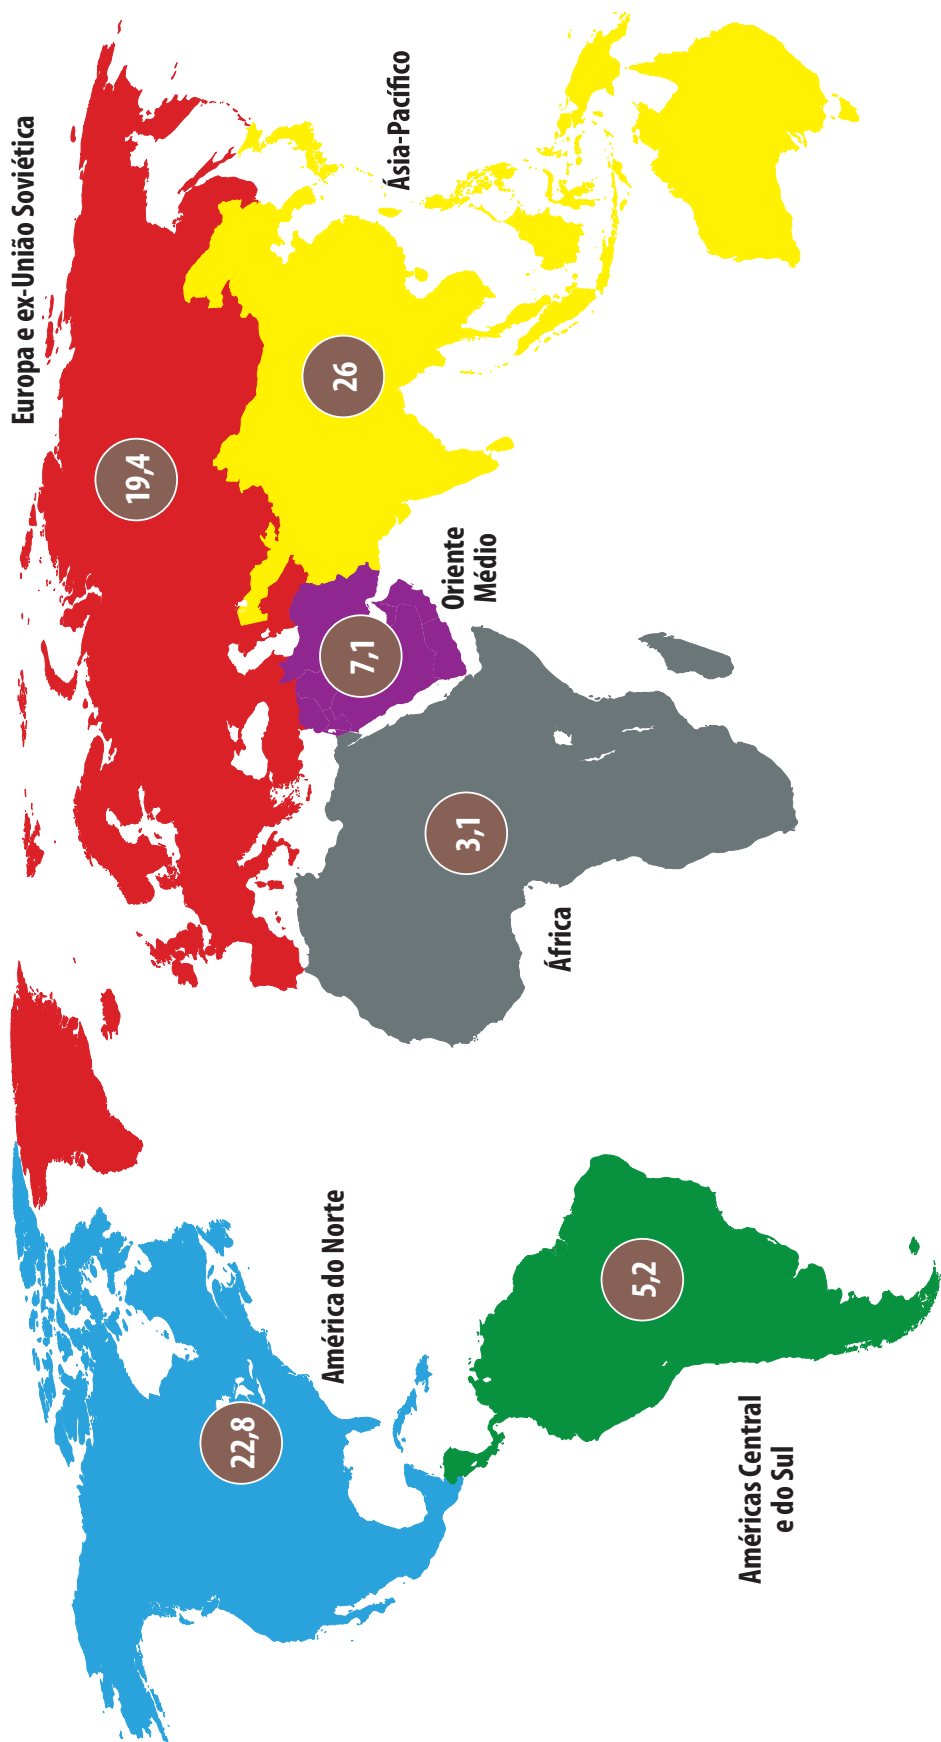 Europa e ex-União Soviética
19,4
Ásia-Pacífico
26
América do Norte
22,8
Oriente
Médio
7,1
3,1
África
5,2
Américas Central
e do Sul